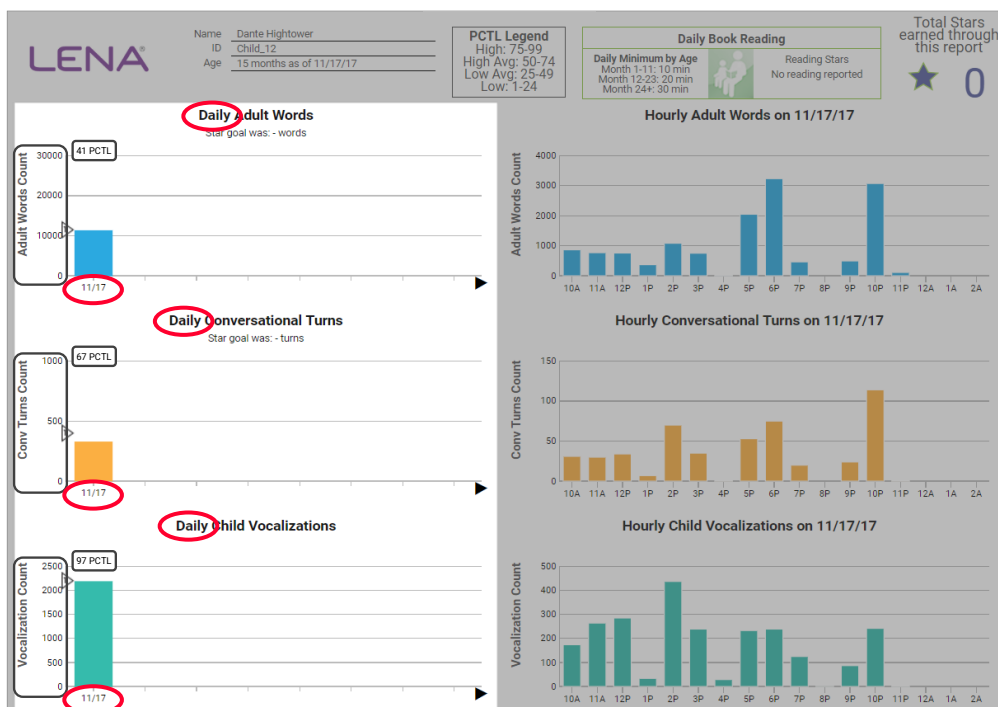 LENA
Name Dante Hightower
ID Child_12
Age 15 months as of 11/17/17
PCTL Legend
High: 75-99
High Avg: 50-74
Low Avg: 25-49
Low: 1-24
Daily Book Reading
Daily Minimum by Age
Month 1-11: 10 min
Month 12-23: 20 min
Month 24+: 30 min
Reading Stars
No reading reported
Total Stars
earned through
this report
0
Daily Adult Words
Star goal was: - words
Adult Words Count
41 PCTL
30000
20000
10000
0
11/17
Hourly Adult Words on 11/17/17
Adult Words Count
4000
3000
2000
1000
0
10A 11A 12P 1P 2P 3P 4P 5P 6P 7P 8P 9P 10P 11P 12A 1A 2A
Daily Conversational Turns
Star goal was: - turns
Conv Turns Count
67 PCTL
1000
500
0
11/17
Hourly Conversational Turns on 11/17/17
Conv Turns Count
150
100
50
0
10A 11A 12P 1P 2P 3P 4P 5P 6P 7P 8P 9P 10P 11P 12A 1A 2A
Daily Child Vocalizations
Vocalization Count
97 PCTL
2500
2000
1500
1000
500
0
11/17
Hourly Child Vocalizations on 11/17/17
Vocalization Count
500
400
300
200
100
0
10A 11A 12P 1P 2P 3P 4P 5P 6P 7P 8P 9P 10P 11P 12A 1A 2A